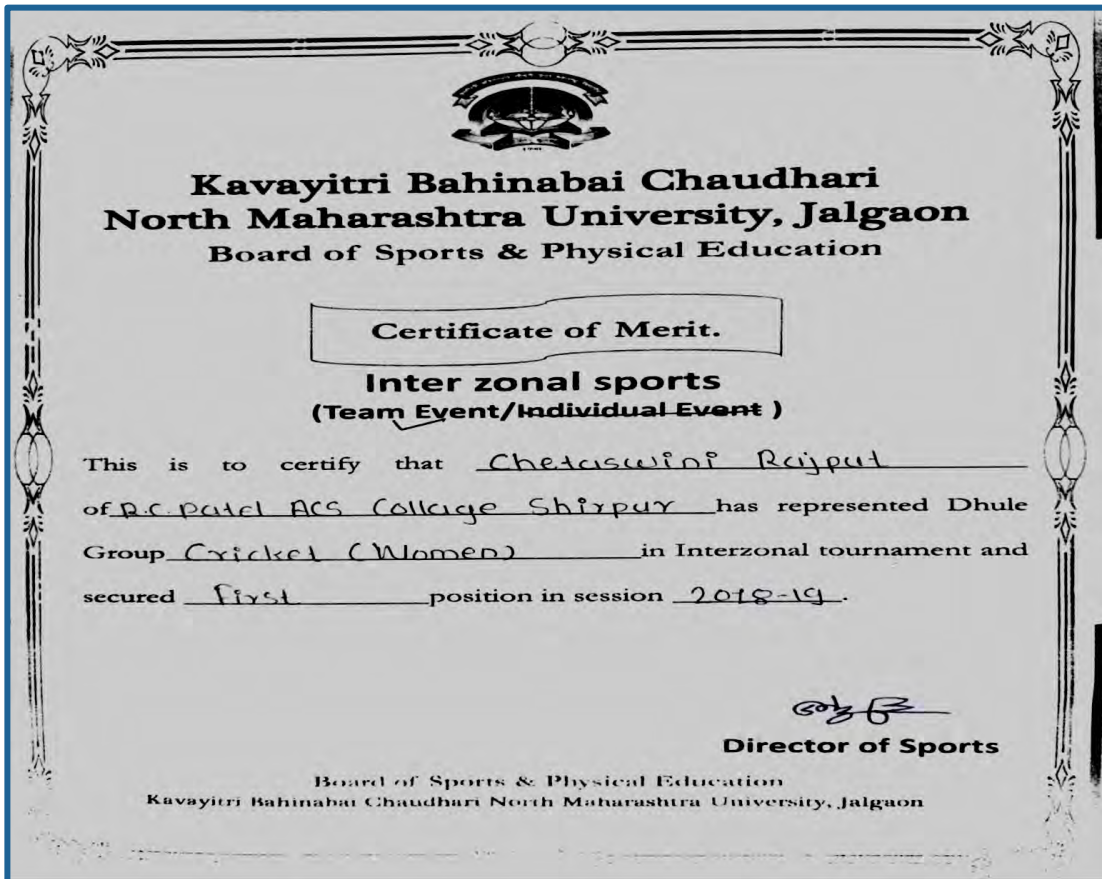 Kavayitri Bahinabai Chaudhari
North Maharashtra University, Jalgaon
Board of Sports & Physical Education
Certificate of Merit.
Inter zonal sports
(Team Event/Individual Event )
This is to certify that Chetaswini Rajput
of R.C. Patel ACS Collage Shirpur has represented Dhule
Group Cricket (Women) in Interzonal tournament and
secured First position in session 2018-19.
Director of Sports
Board of Sports & Physical Education
Kavayitri Bahinabai Chaudhari North Maharashtra University, Jalgaon